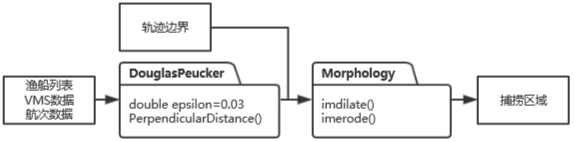 轨迹边界
渔船列表
VMS数据
航次数据
DouglasPeucker
double epsilon=0.03
PerpendicularDistance()
Morphology
imdilate()
imerode()
捕捞区域